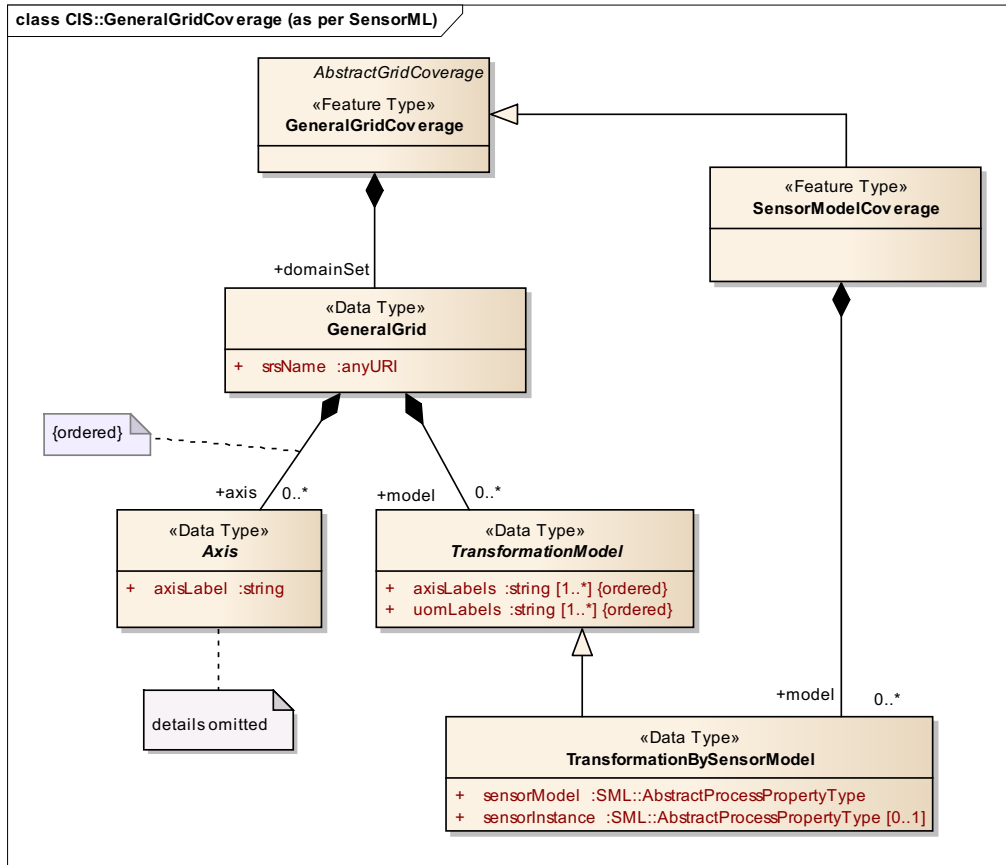 class CIS::GeneralGridCoverage (as per SensorML)
AbstractGridCoverage
«Feature Type»
GeneralGridCoverage
«Feature Type»
SensorModelCoverage
+domainSet
«Data Type»
GeneralGrid
+ srsName :anyURI
{ordered}
+axis 0..*
+model 0..*
«Data Type»
Axis
+ axisLabel :string
«Data Type»
TransformationModel
+ axisLabels :string [1..*] {ordered}
+ uomLabels :string [1..*] {ordered}
details omitted
+model 0..*
«Data Type»
TransformationBySensorModel
+ sensorModel :SML::AbstractProcessPropertyType
+ sensorInstance :SML::AbstractProcessPropertyType [0..1]